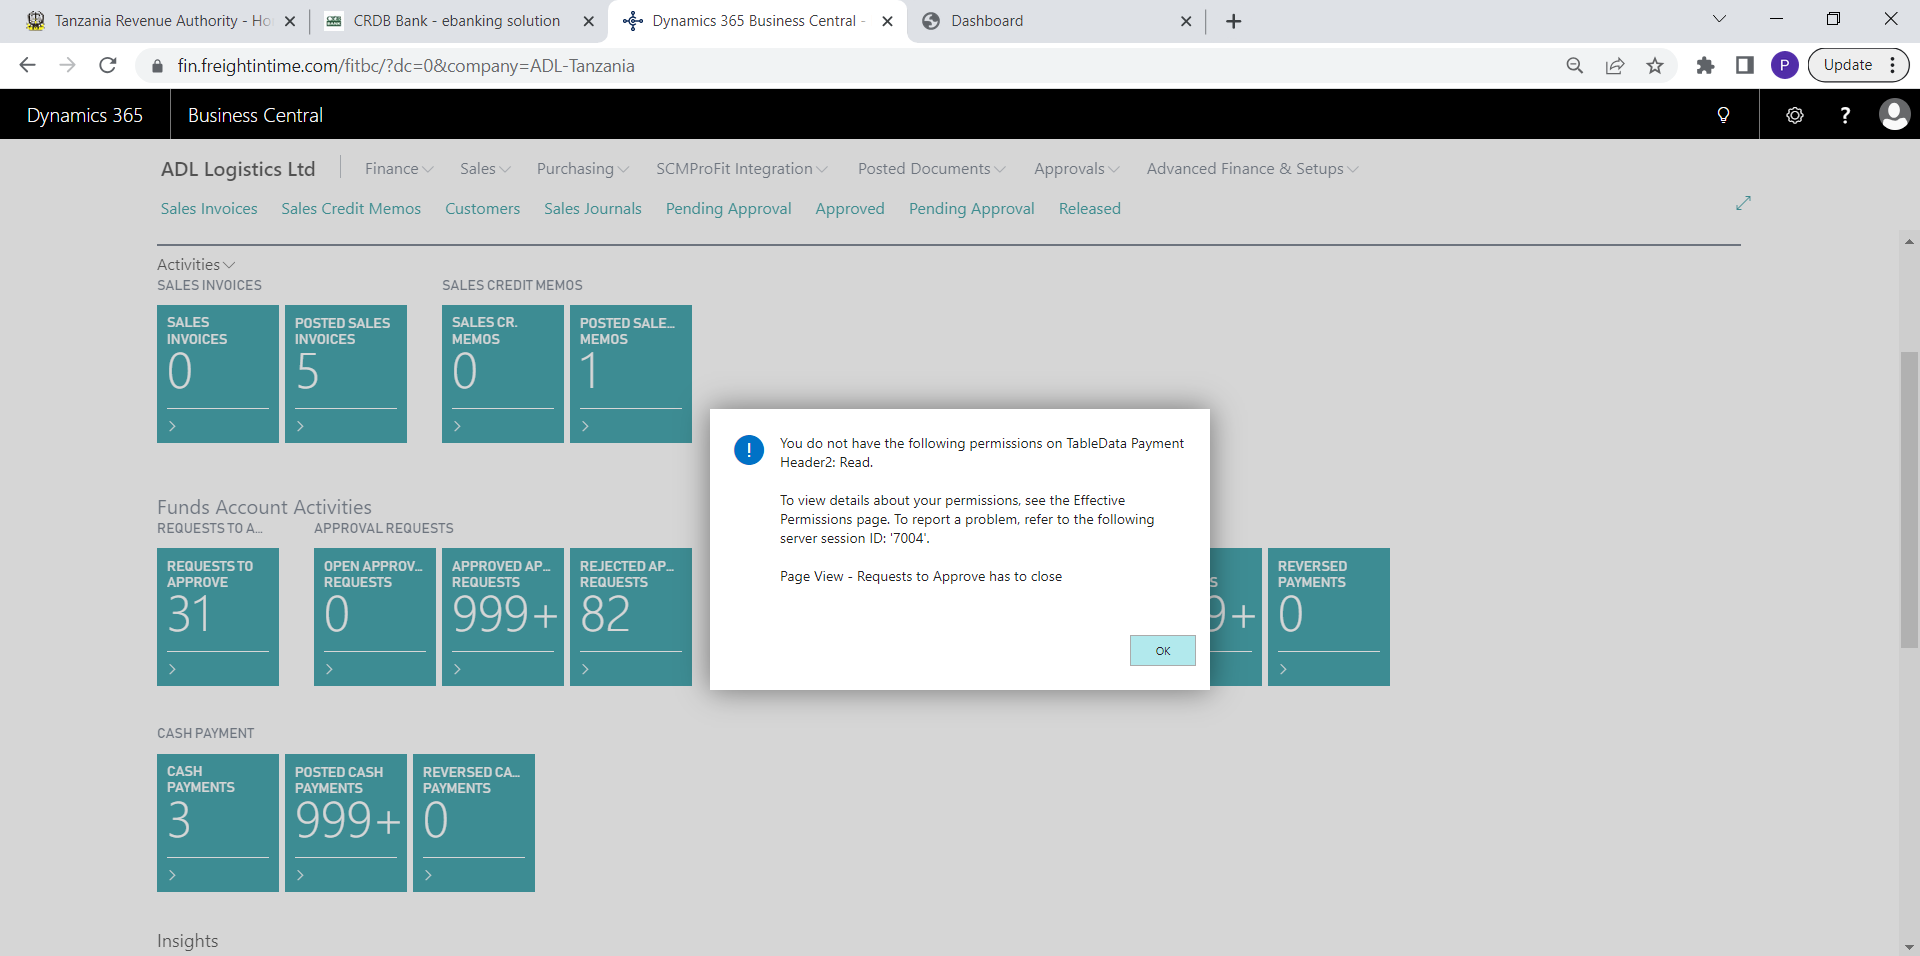 Tanzania Revenue Authority - Ho
CRDB Bank - ebanking solution
Dynamics 365 Business Central -
Dashboard
fin.freightintime.com/fitbc/?dc=0&company=ADL-Tanzania
P
Update
Dynamics 365
Business Central
?
ADL Logistics Ltd
Finance
Sales
Purchasing
SCMProFit Integration
Posted Documents
Approvals
Advanced Finance & Setups
Sales Invoices
Sales Credit Memos
Customers
Sales Journals
Pending Approval
Approved
Pending Approval
Released
Activities
SALES INVOICES
SALES CREDIT MEMOS
SALES
INVOICES
0
POSTED SALES
INVOICES
5
SALES CR.
MEMOS
0
POSTED SALE...
MEMOS
1
You do not have the following permissions on TableData Payment
Header2: Read.
To view details about your permissions, see the Effective
Permissions page. To report a problem, refer to the following
server session ID: '7004'.
Page View - Requests to Approve has to close
OK
Funds Account Activities
REQUESTS TO A...
APPROVAL REQUESTS
REQUESTS TO
APPROVE
31
OPEN APPROV...
REQUESTS
0
APPROVED AP...
REQUESTS
999+
REJECTED AP...
REQUESTS
82
S
9+
REVERSED
PAYMENTS
0
CASH PAYMENT
CASH
PAYMENTS
3
POSTED CASH
PAYMENTS
999+
REVERSED CA...
PAYMENTS
0
Insights